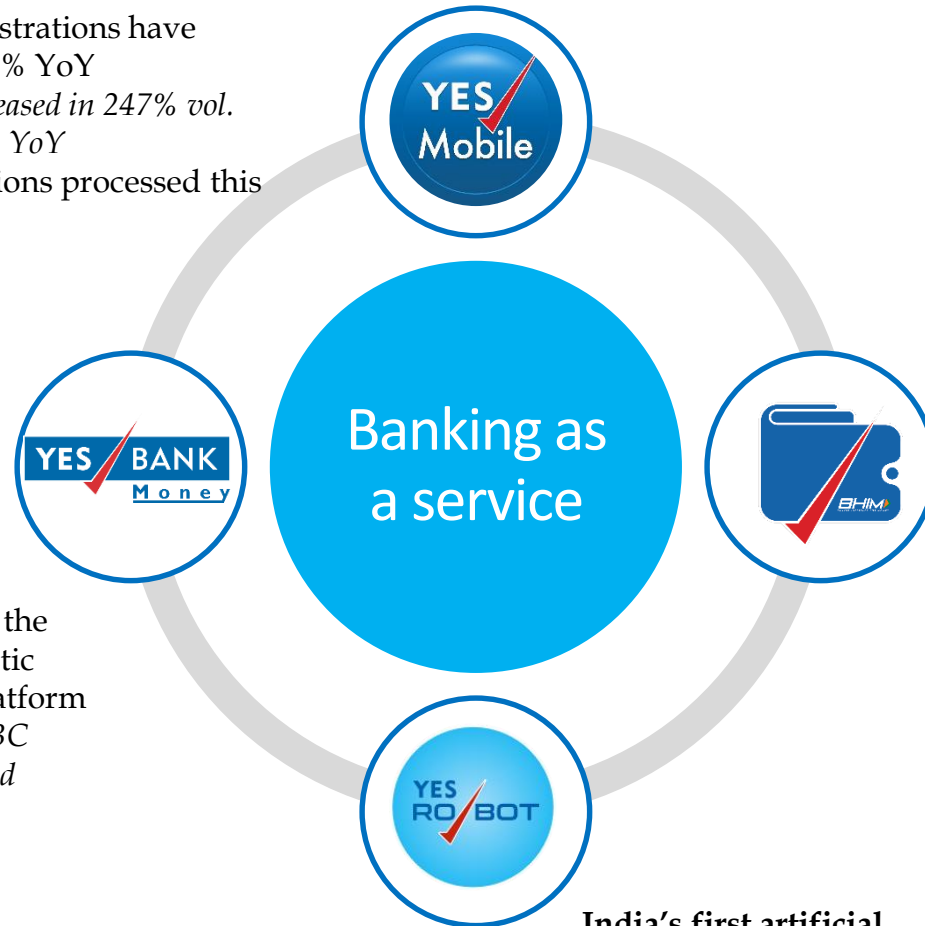 strations have
% YoY
eased in 247% vol.
YoY
ions processed this
YES
Mobile
YES BANK
Money
Banking as
a service
BHIM
the
tic
atform
BC
d
YES
ROBOT
India's first artificial